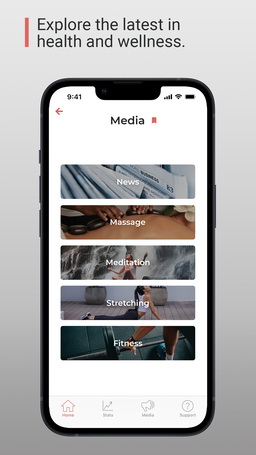 Explore the latest in
health and wellness.
9:41
Media
News
Massage
Meditation
Stretching
Fitness
Home
Stats
Media
Support